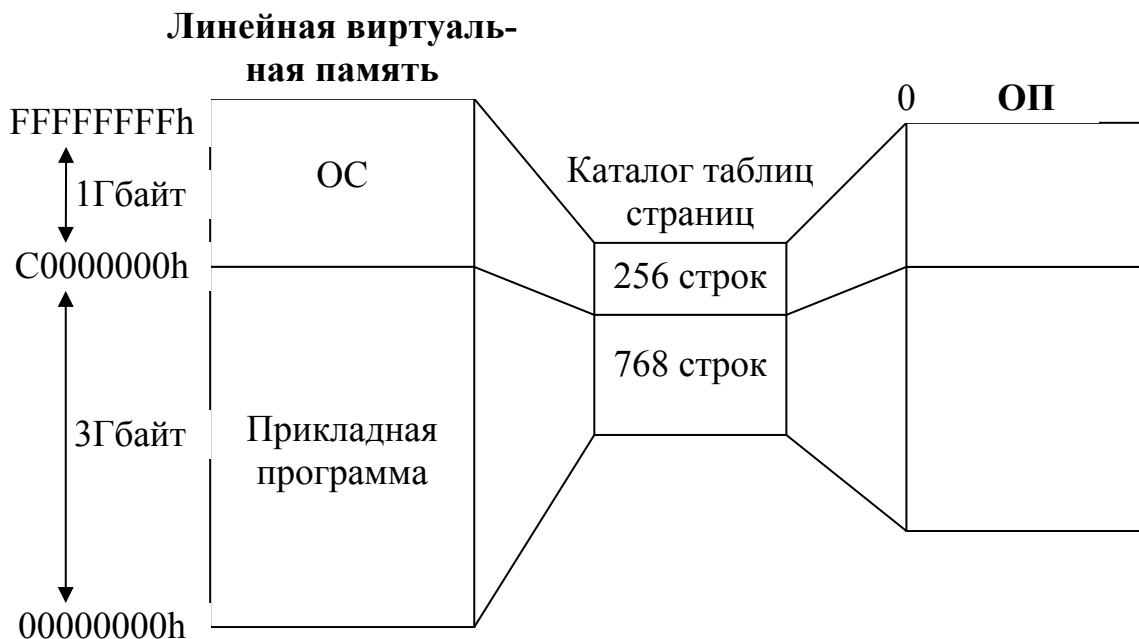 Линейная виртуаль-
ная память
FFFFFFFFh
1Гбайт
C0000000h
3Гбайт
00000000h
ОС
Прикладная
программа
Каталог таблиц
страниц
256 строк
768 строк
0 ОП